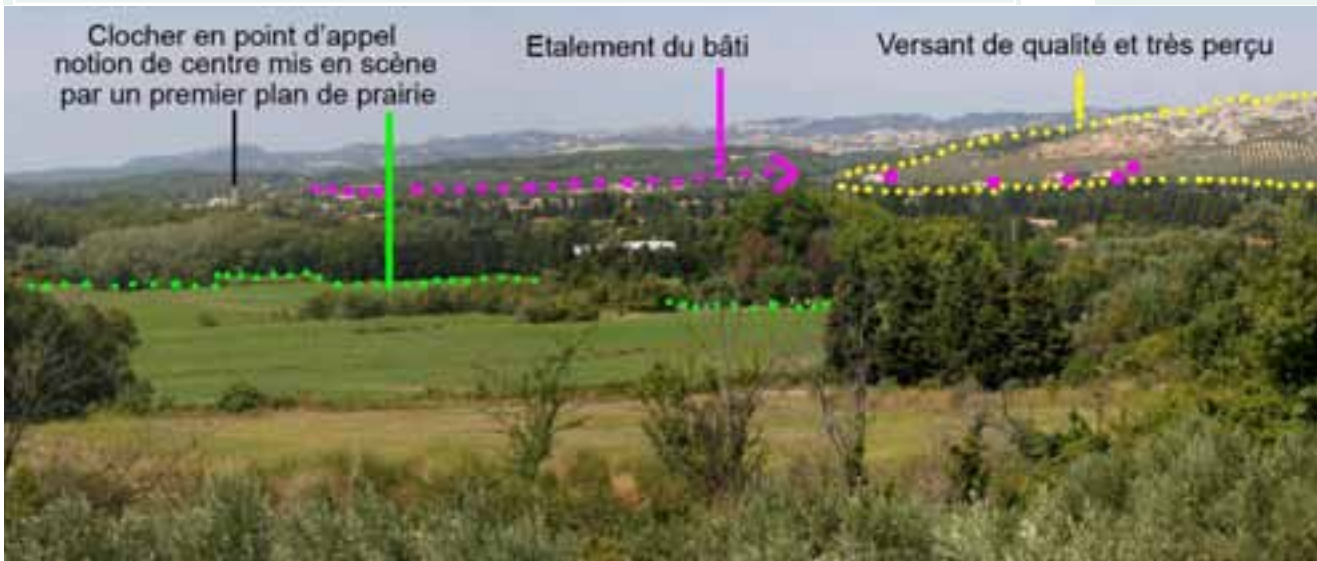 Clocher en point d'appel
notion de centre mis en scène
par un premier plan de prairie
Etalement du bâti
Versant de qualité et très perçu